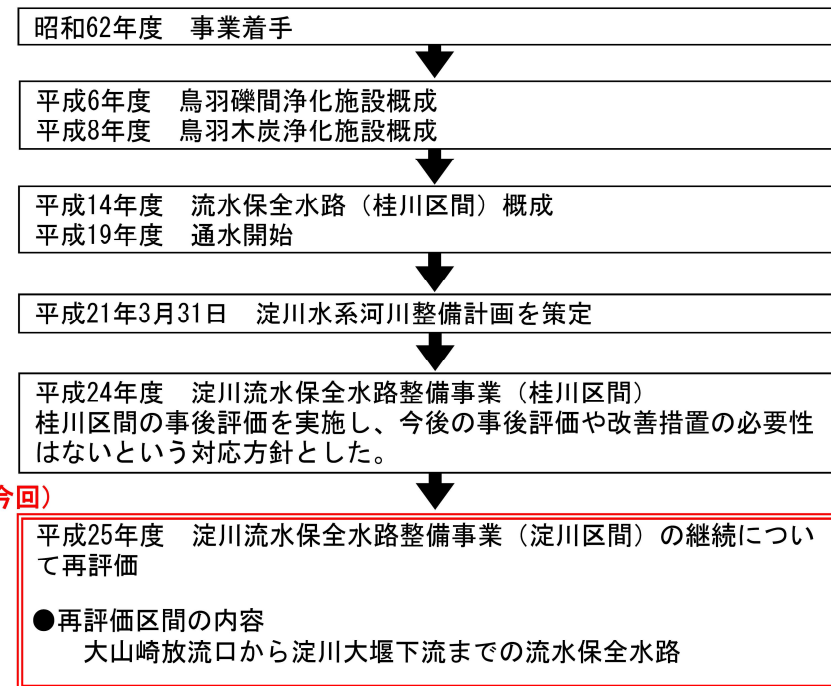 昭和62年度　事業着手
平成6年度　鳥羽礫間浄化施設概成
平成8年度　鳥羽木炭浄化施設概成
平成14年度　流水保全水路（桂川区間）概成
平成19年度　通水開始
平成21年3月31日　淀川水系河川整備計画を策定
平成24年度　淀川流水保全水路整備事業（桂川区間）
桂川区間の事後評価を実施し、今後の事後評価や改善措置の必要性
はないという対応方針とした。
今回）
平成25年度　淀川流水保全水路整備事業（淀川区間）の継続につい
て再評価
●再評価区間の内容
大山崎放流口から淀川大堰下流までの流水保全水路